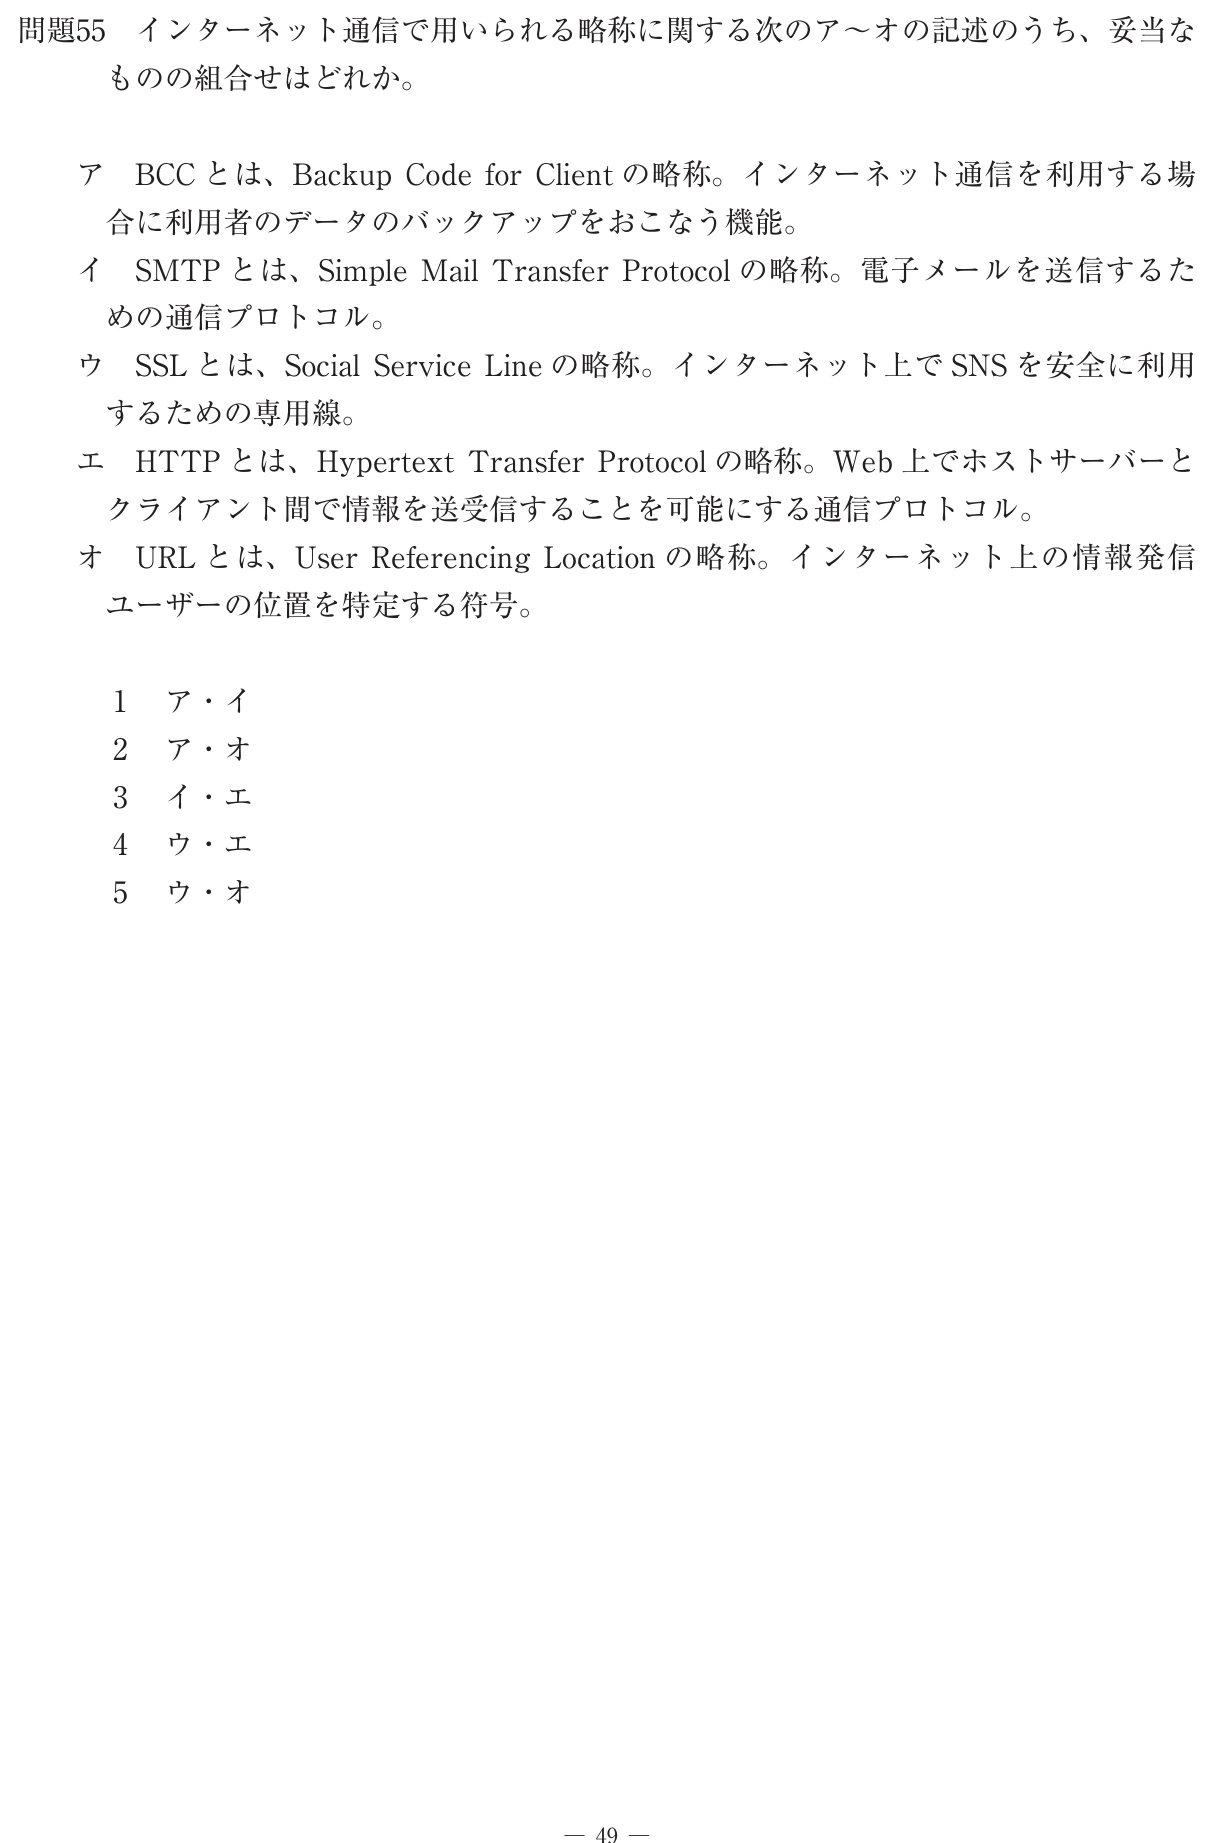 問題55　インターネット通信で用いられる略称に関する次のア～オの記述のうち、妥当な
ものの組合せはどれか。
ア　BCC とは、Backup Code for Client の略称。インターネット通信を利用する場
合に利用者のデータのバックアップをおこなう機能。
イ　SMTP とは、Simple Mail Transfer Protocol の略称。電子メールを送信するた
めの通信プロトコル。
ウ　SSL とは、Social Service Line の略称。インターネット上で SNS を安全に利用
するための専用線。
エ　HTTP とは、Hypertext Transfer Protocol の略称。Web 上でホストサーバーと
クライアント間で情報を送受信することを可能にする通信プロトコル。
オ　URL とは、User Referencing Location の略称。インターネット上の情報発信
ユーザーの位置を特定する符号。
1　ア・イ
2　ア・オ
3　イ・エ
4　ウ・エ
5　ウ・オ
― 49 ―